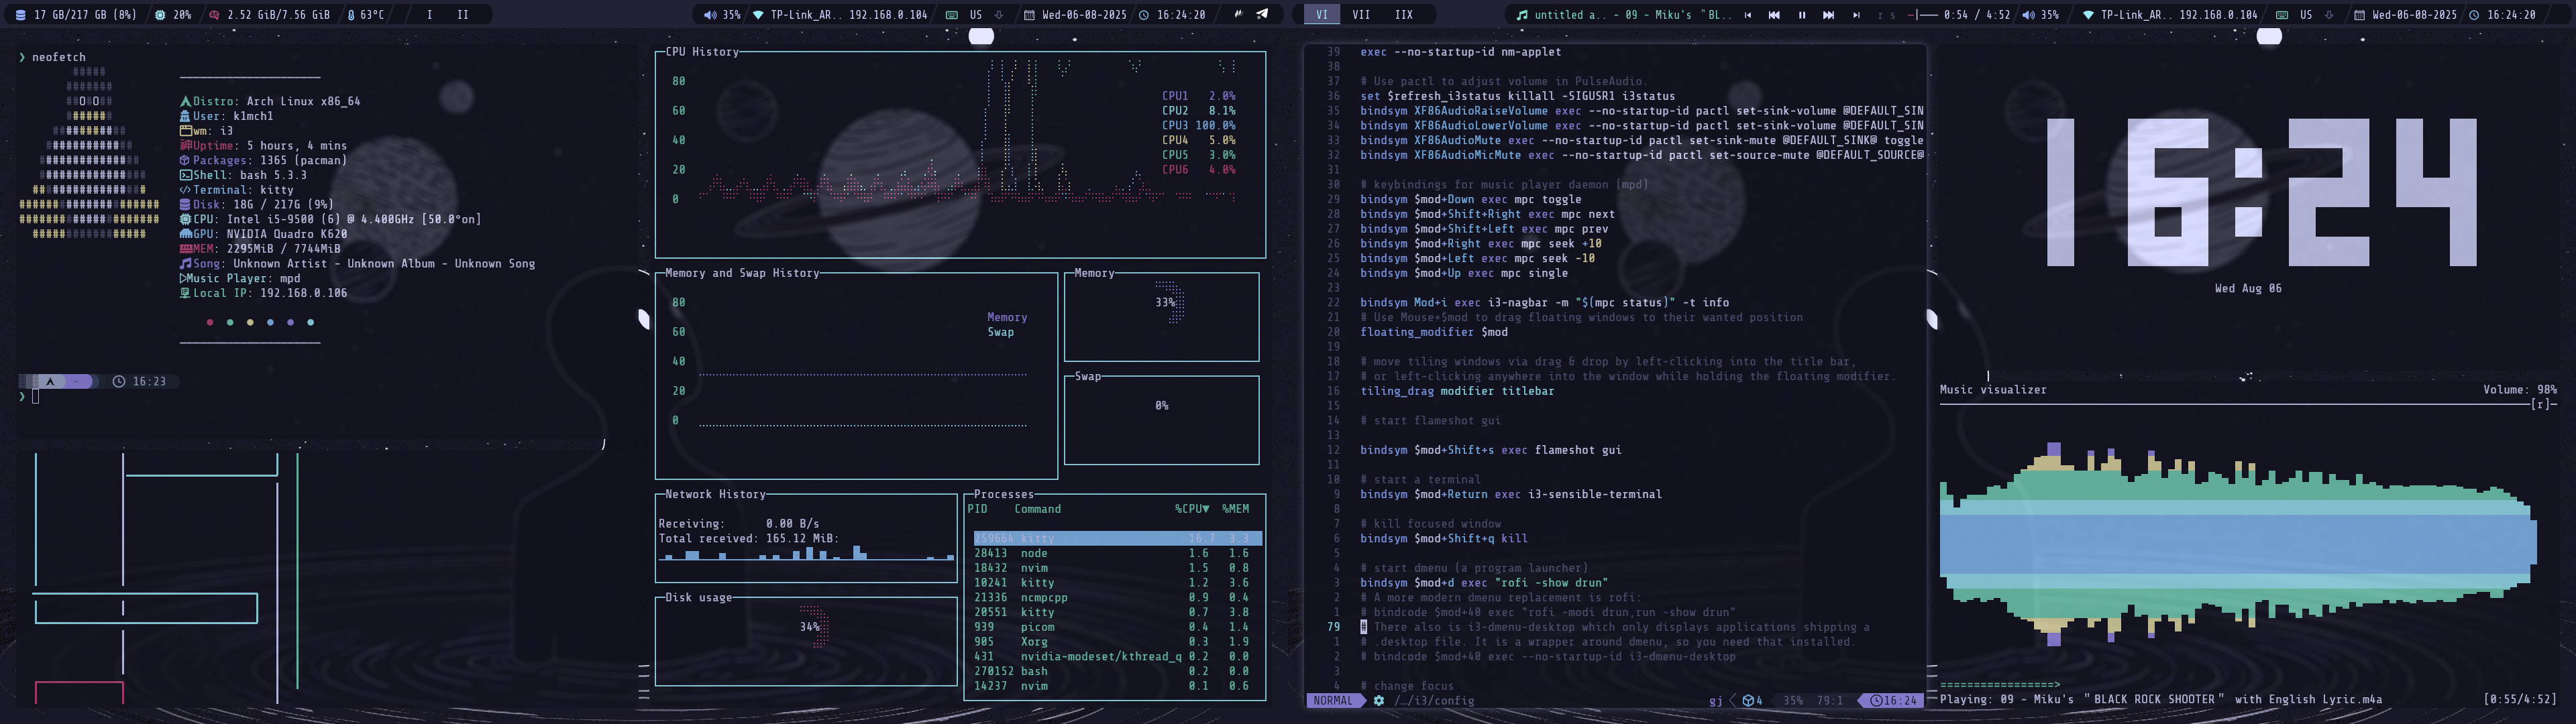 17 GB/217 GB (8%) 20% 2.52 GiB/7.56 GiB 63°C I II
35% TP-Link_AR.. 192.168.0.104 US Wed-06-08-2025 16:24:20
VI VII IIX
untitled a.. - 09 - Miku's "BL.. r s 0:54 / 4:52 35% TP-Link_AR.. 192.168.0.104 US Wed-06-08-2025 16:24:20
❯ neofetch
Distro: Arch Linux x86_64
User: k1mch1
wm: i3
Uptime: 5 hours, 4 mins
Packages: 1365 (pacman)
Shell: bash 5.3.3
Terminal: kitty
Disk: 18G / 217G (9%)
CPU: Intel i5-9500 (6) @ 4.400GHz [50.0°on]
GPU: NVIDIA Quadro K620
MEM: 2295MiB / 7744MiB
Song: Unknown Artist - Unknown Album - Unknown Song
Music Player: mpd
Local IP: 192.168.0.106
~ 16:23
❯
CPU History
80
60
40
20
0
CPU1 2.0%
CPU2 8.1%
CPU3 100.0%
CPU4 5.0%
CPU5 3.0%
CPU6 4.0%
Memory and Swap History
80
60
40
20
0
Memory
Swap
Memory
33%
Swap
0%
Network History
Receiving: 0.00 B/s
Total received: 165.12 MiB:
Disk usage
34%
Processes
PID Command %CPU▼ %MEM
259664 kitty 16.7 3.3
28413 node 1.6 1.6
18432 nvim 1.5 0.8
10241 kitty 1.2 3.6
21336 ncmpcpp 0.9 0.4
20551 kitty 0.7 3.8
939 picom 0.4 1.4
905 Xorg 0.3 1.9
431 nvidia-modeset/kthread_q 0.2 0.0
270152 bash 0.2 0.0
14237 nvim 0.1 0.6
39 exec --no-startup-id nm-applet
38
37 # Use pactl to adjust volume in PulseAudio.
36 set $refresh_i3status killall -SIGUSR1 i3status
35 bindsym XF86AudioRaiseVolume exec --no-startup-id pactl set-sink-volume @DEFAULT_SIN
34 bindsym XF86AudioLowerVolume exec --no-startup-id pactl set-sink-volume @DEFAULT_SIN
33 bindsym XF86AudioMute exec --no-startup-id pactl set-sink-mute @DEFAULT_SINK@ toggle
32 bindsym XF86AudioMicMute exec --no-startup-id pactl set-source-mute @DEFAULT_SOURCE@
31
30 # keybindings for music player daemon (mpd)
29 bindsym $mod+Down exec mpc toggle
28 bindsym $mod+Shift+Right exec mpc next
27 bindsym $mod+Shift+Left exec mpc prev
26 bindsym $mod+Right exec mpc seek +10
25 bindsym $mod+Left exec mpc seek -10
24 bindsym $mod+Up exec mpc single
23
22 bindsym Mod+i exec i3-nagbar -m "$(mpc status)" -t info
21 # Use Mouse+$mod to drag floating windows to their wanted position
20 floating_modifier $mod
19
18 # move tiling windows via drag & drop by left-clicking into the title bar,
17 # or left-clicking anywhere into the window while holding the floating modifier.
16 tiling_drag modifier titlebar
15
14 # start flameshot gui
13
12 bindsym $mod+Shift+s exec flameshot gui
11
10 # start a terminal
9 bindsym $mod+Return exec i3-sensible-terminal
8
7 # kill focused window
6 bindsym $mod+Shift+q kill
5
4 # start dmenu (a program launcher)
3 bindsym $mod+d exec "rofi -show drun"
2 # A more modern dmenu replacement is rofi:
1 # bindcode $mod+40 exec "rofi -modi drun,run -show drun"
79 # There also is i3-dmenu-desktop which only displays applications shipping a
1 # .desktop file. It is a wrapper around dmenu, so you need that installed.
2 # bindcode $mod+40 exec --no-startup-id i3-dmenu-desktop
3
4 # change focus
NORMAL /…/i3/config gj 4 35% 79:1 16:24
16:24
Wed Aug 06
Music visualizer Volume: 98%
[r]
=================>
Playing: 09 - Miku's "BLACK ROCK SHOOTER" with English Lyric.m4a [0:55/4:52]